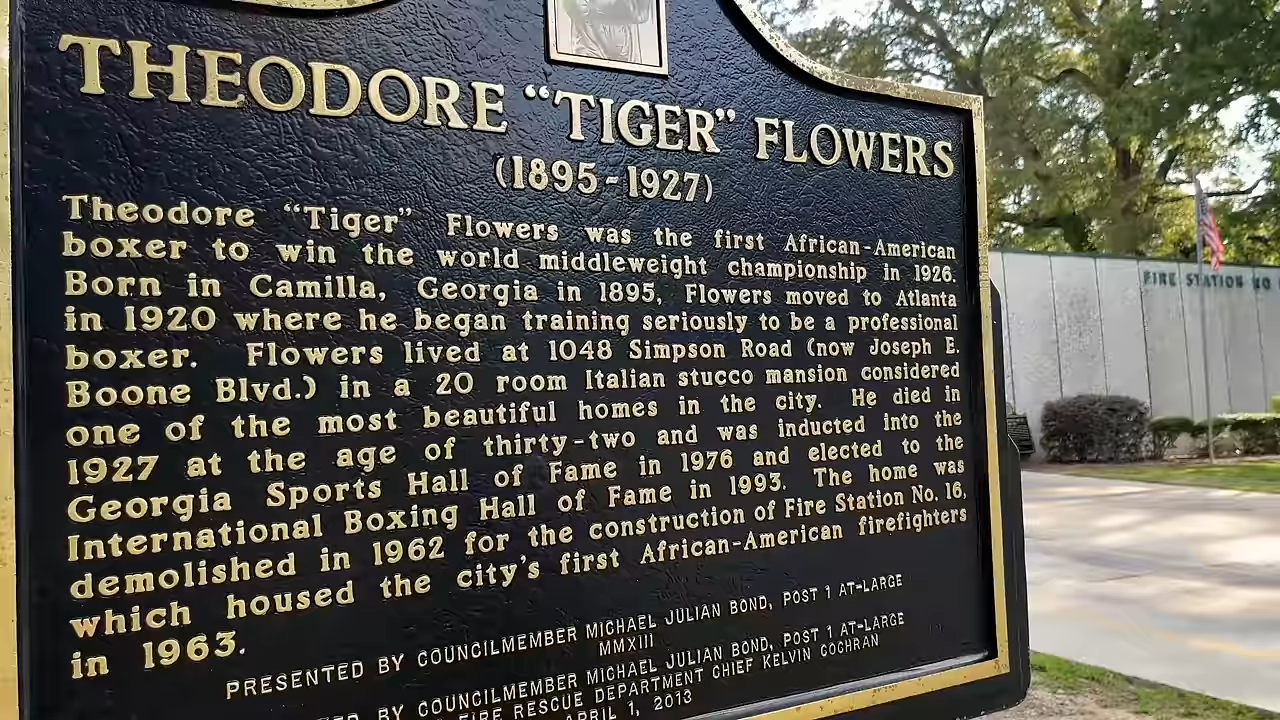 THEODORE “TIGER” FLOWERS
(1895-1927)
Theodore “Tiger” Flowers was the first African-American
boxer to win the world middleweight championship in 1926.
Born in Camilla, Georgia in 1895, Flowers moved to Atlanta
in 1920 where he began training seriously to be a professional
boxer. Flowers lived at 1048 Simpson Road (now Joseph E.
Boone Blvd.) in a 20 room Italian stucco mansion considered
one of the most beautiful homes in the city. He died in
1927 at the age of thirty-two and was inducted into the
Georgia Sports Hall of Fame in 1976 and elected to the
International Boxing Hall of Fame in 1993. The home was
demolished in 1962 for the construction of Fire Station No. 16,
which housed the city’s first African-American firefighters
in 1963.
PRESENTED BY COUNCILMEMBER MICHAEL JULIAN BOND, POST 1 AT-LARGE
MMXIII
BY COUNCILMEMBER MICHAEL JULIAN BOND, POST 1 AT-LARGE
FIRE RESCUE DEPARTMENT CHIEF KELVIN COCHRAN
APRIL 1, 2013
FIRE STATION NO